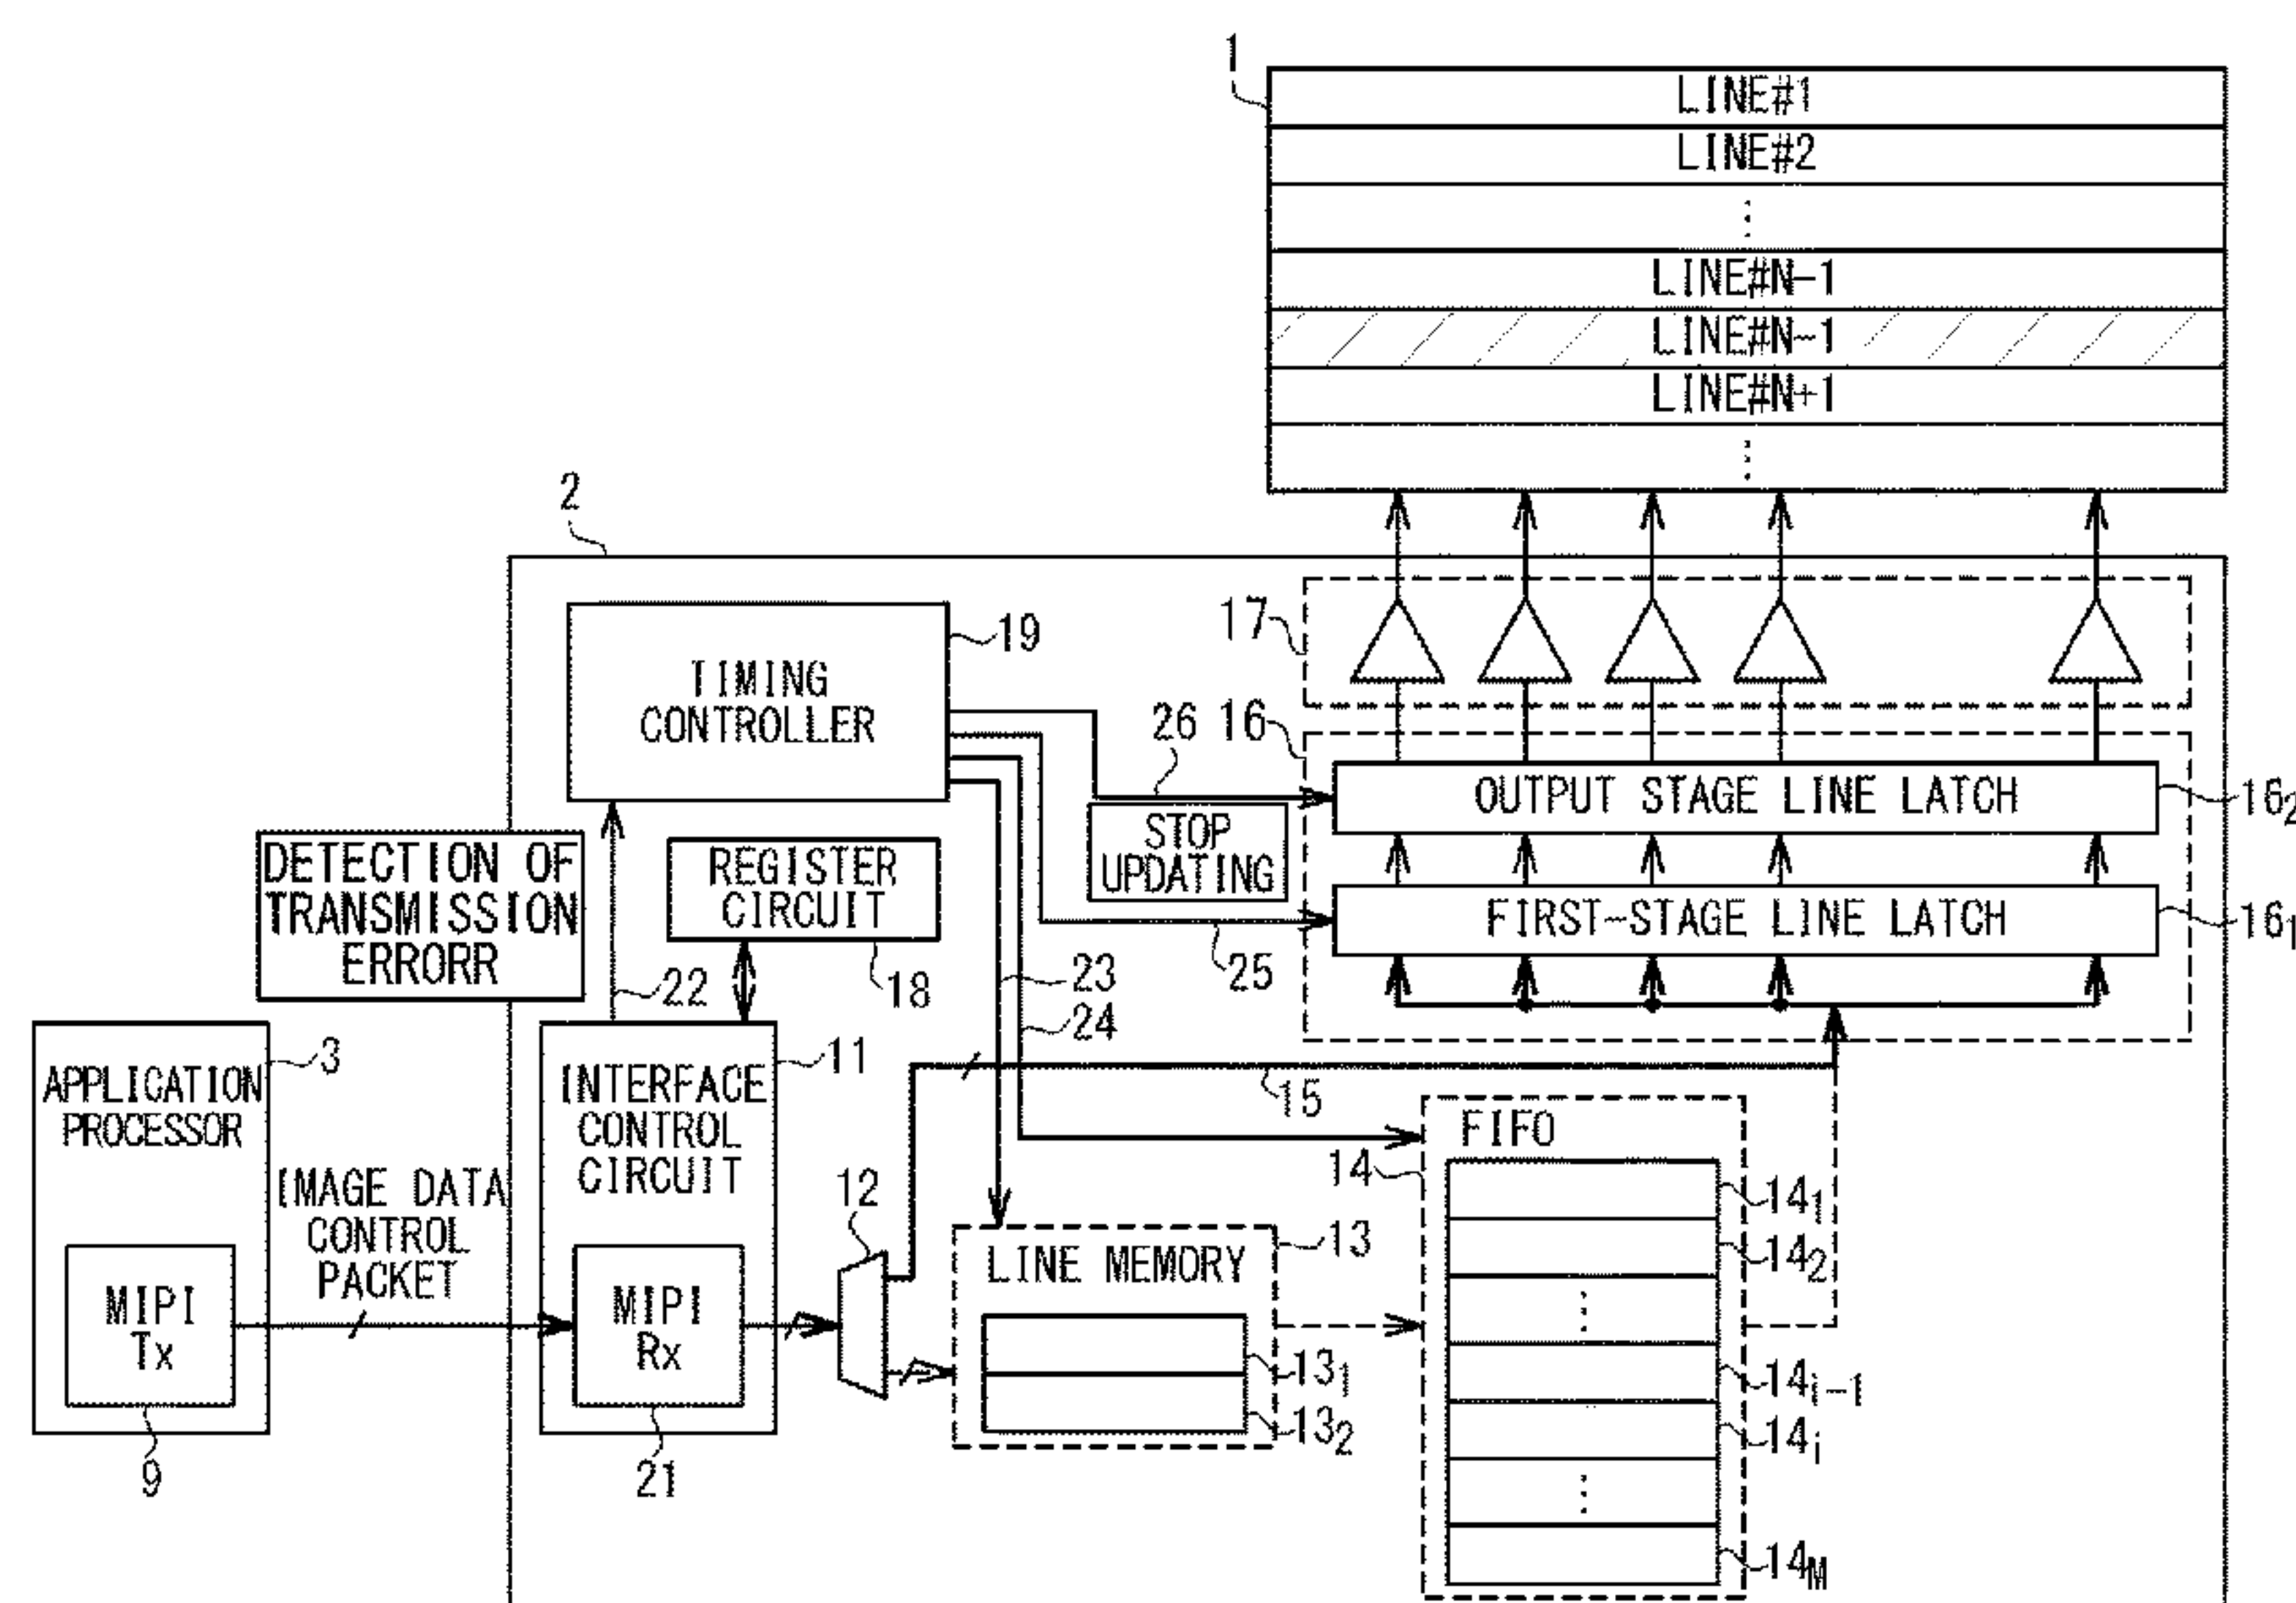 1
LINE#1
LINE#2
⋮
LINE#N-1
LINE#N-1
LINE#N+1
⋮
2
TIMING
CONTROLLER
19
17
26
16
OUTPUT STAGE LINE LATCH
16₂
STOP
UPDATING
FIRST-STAGE LINE LATCH
16₁
25
DETECTION OF
TRANSMISSION
ERRORR
REGISTER
CIRCUIT
18
22
23
24
15
APPLICATION
PROCESSOR
3
MIPI
Tx
9
IMAGE DATA
CONTROL
PACKET
INTERFACE
CONTROL
CIRCUIT
11
MIPI
Rx
21
12
LINE MEMORY
13
13₁
13₂
FIFO
14
14₁
14₂
⋮
14i-1
14i
⋮
14M